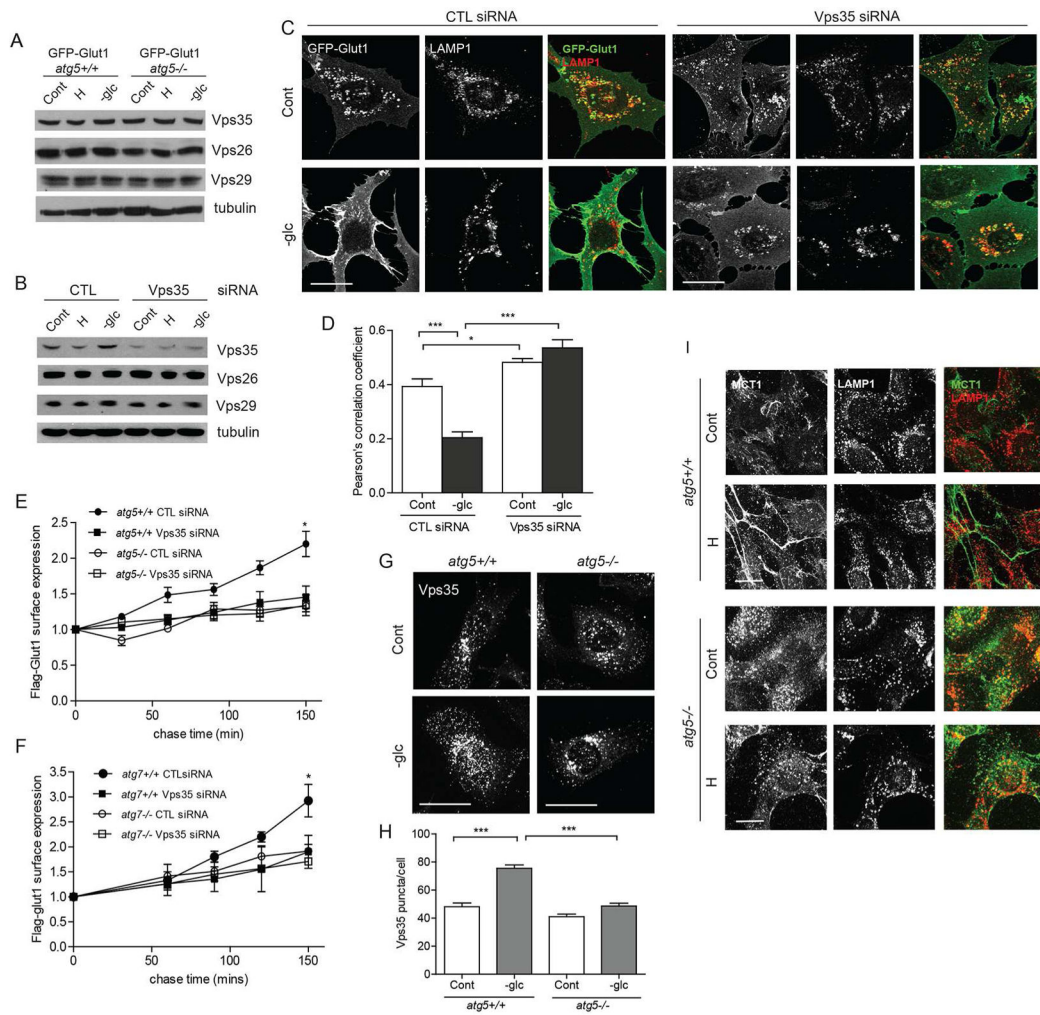 A
GFP-Glut1 GFP-Glut1
atg5+/+ atg5-/-
Cont H -glc Cont H -glc
Vps35
Vps26
Vps29
tubulin
B
CTL Vps35 siRNA
Cont H -glc Cont H -glc
Vps35
Vps26
Vps29
tubulin
C
CTL siRNA Vps35 siRNA
GFP-Glut1 LAMP1 GFP-Glut1
LAMP1
Cont
-glc
D
Pearson's correlation coefficient
0.6
0.4
0.2
0.0
*** ***
*
Cont -glc Cont -glc
CTL siRNA Vps35 siRNA
E
Flag-Glut1 surface expression
2.5
2.0
1.5
1.0
0.5
0.0
atg5+/+ CTL siRNA
atg5+/+ Vps35 siRNA
atg5-/- CTL siRNA
atg5-/- Vps35 siRNA
*
0 50 100 150
chase time (min)
F
Flag-glut1 surface expression
3.5
3.0
2.5
2.0
1.5
1.0
0.5
0.0
atg7+/+ CTLsiRNA
atg7+/+ Vps35 siRNA
atg7-/- CTL siRNA
atg7-/- Vps35 siRNA
*
0 50 100 150
chase time (mins)
G
atg5+/+ atg5-/-
Vps35
Cont
-glc
H
Vps35 puncta/cell
100
80
60
40
20
0
*** ***
Cont -glc Cont -glc
atg5+/+ atg5-/-
I
MCT1 LAMP1 MCT1
LAMP1
atg5+/+
Cont
H
atg5-/-
Cont
H